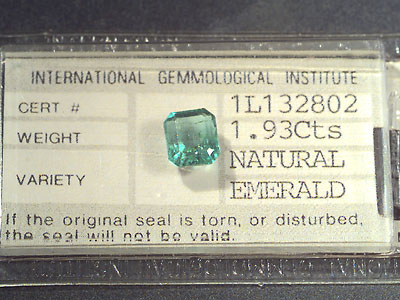 INTERNATIONAL GEMMOLOGICAL INSTITUTE
CERT # 1L132802
WEIGHT 1.93Cts
VARIETY NATURAL
EMERALD
If the original seal is torn, or disturbed,
the seal will not be valid.